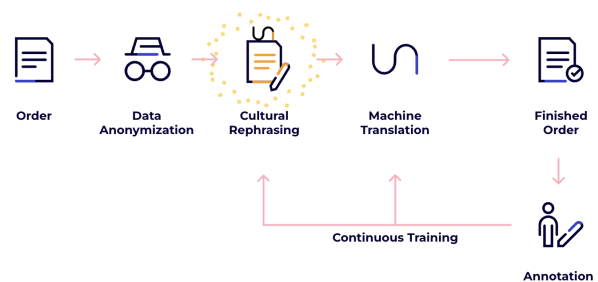 Order
Data
Anonymization
Cultural
Rephrasing
Machine
Translation
Finished
Order
Continuous Training
Annotation